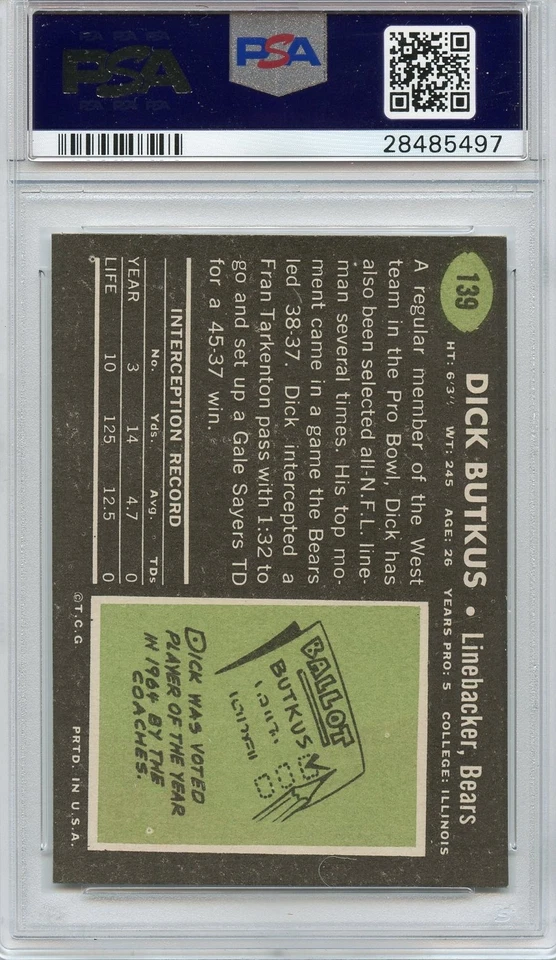 PSA
PSA
28485497
139
DICK BUTKUS • Linebacker, Bears
HT: 6'3" WT: 245 AGE: 26 YEARS PRO: 5 COLLEGE: ILLINOIS
A regular member of the West
team in the Pro Bowl, Dick has
also been selected all-N.F.L. line-
man several times. His top mo-
ment came in a game the Bears
led 38-37. Dick intercepted a
Fran Tarkenton pass with 1:32 to
go and set up a Gale Sayers TD
for a 45-37 win.
INTERCEPTION RECORD
No. Yds. Avg. TDs
YEAR 3 14 4.7 0
LIFE 10 125 12.5 0
BALLOT
BUTKUS
DICK WAS VOTED
PLAYER OF THE YEAR
IN 1964 BY THE
COACHES.
©T.C.G
PRTD. IN U.S.A.